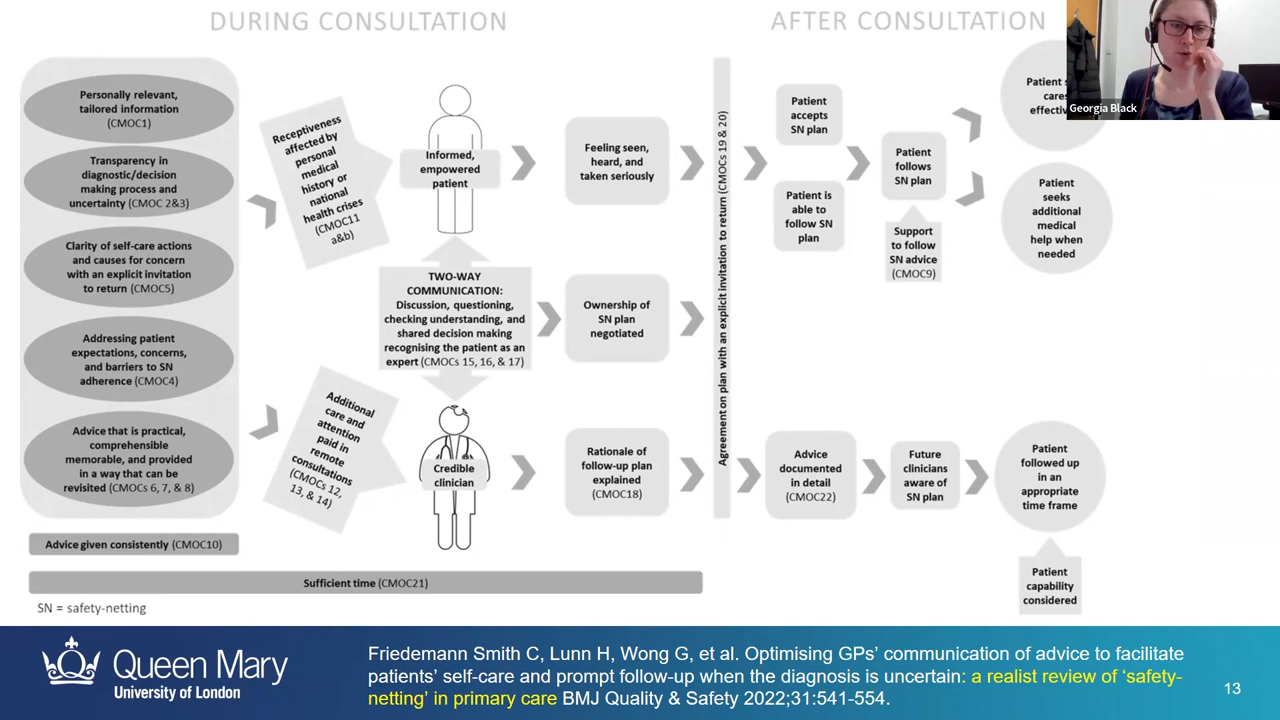 DURING CONSULTATION
AFTER CONSULTATION
Georgia Black
Personally relevant,
tailored information
(CMOC1)
Transparency in
diagnostic/decision
making process and
uncertainty (CMOC 2&3)
Clarity of self-care actions
and causes for concern
with an explicit invitation
to return (CMOC5)
Addressing patient
expectations, concerns,
and barriers to SN
adherence (CMOC4)
Advice that is practical,
comprehensible
memorable, and provided
in a way that can be
revisited (CMOCs 6, 7, & 8)
Advice given consistently (CMOC10)
Sufficient time (CMOC21)
SN = safety-netting
Receptiveness
affected by
personal
medical
history or
national
health crises
(CMOC11
a&b)
Additional
care and
attention
paid in
remote
consultations
(CMOCs 12,
13, & 14)
Informed,
empowered
patient
TWO-WAY
COMMUNICATION:
Discussion, questioning,
checking understanding, and
shared decision making
recognising the patient as an
expert (CMOCs 15, 16, & 17)
Credible
clinician
Feeling seen,
heard, and
taken seriously
Ownership of
SN plan
negotiated
Rationale of
follow-up plan
explained
(CMOC18)
Agreement on plan with an explicit invitation to return (CMOCs 19 & 20)
Patient
accepts
SN plan
Patient is
able to
follow SN
plan
Patient
follows
SN plan
Support
to follow
SN advice
(CMOC9)
Patient
Patient
seeks
additional
medical
help when
needed
Advice
documented
in detail
(CMOC22)
Future
clinicians
aware of
SN plan
Patient
followed up
in an
appropriate
time frame
Patient
capability
considered
Queen Mary
University of London
Friedemann Smith C, Lunn H, Wong G, et al. Optimising GPs’ communication of advice to facilitate
patients’ self-care and prompt follow-up when the diagnosis is uncertain: a realist review of ‘safety-
netting’ in primary care BMJ Quality & Safety 2022;31:541-554.
13